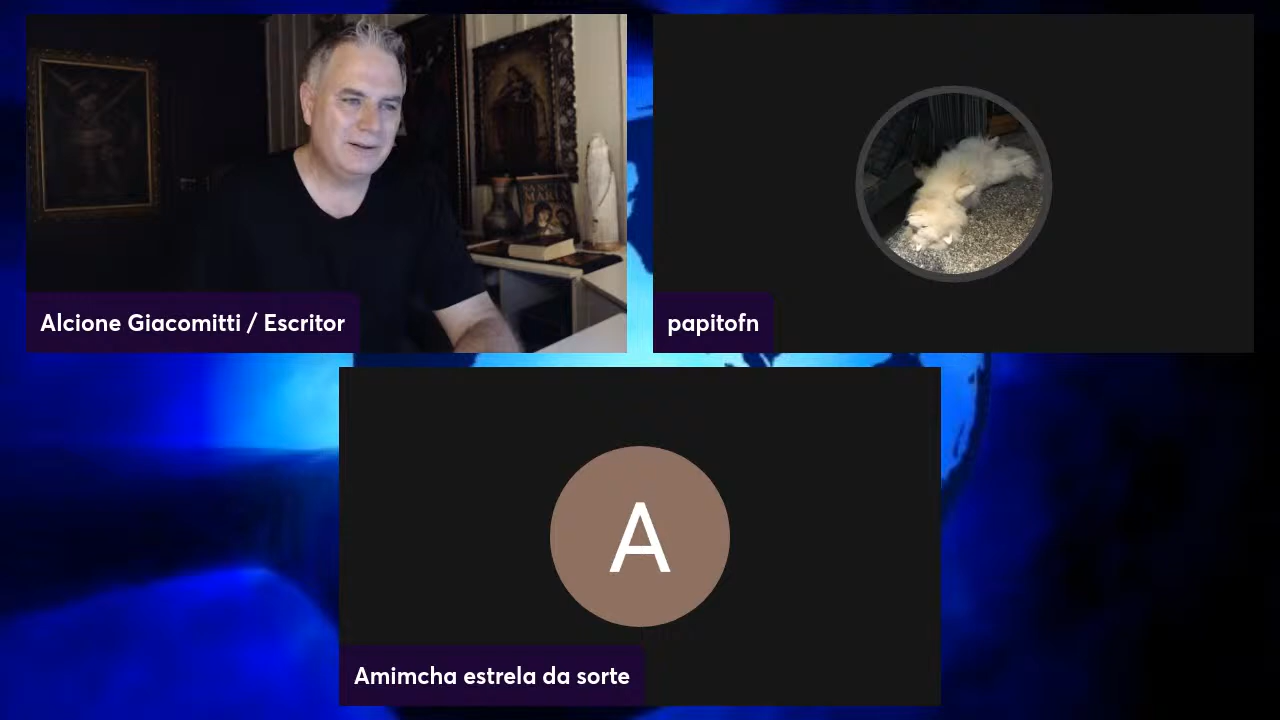 Alcione Giacomitti / Escritor
papitofn
A
Amimcha estrela da sorte